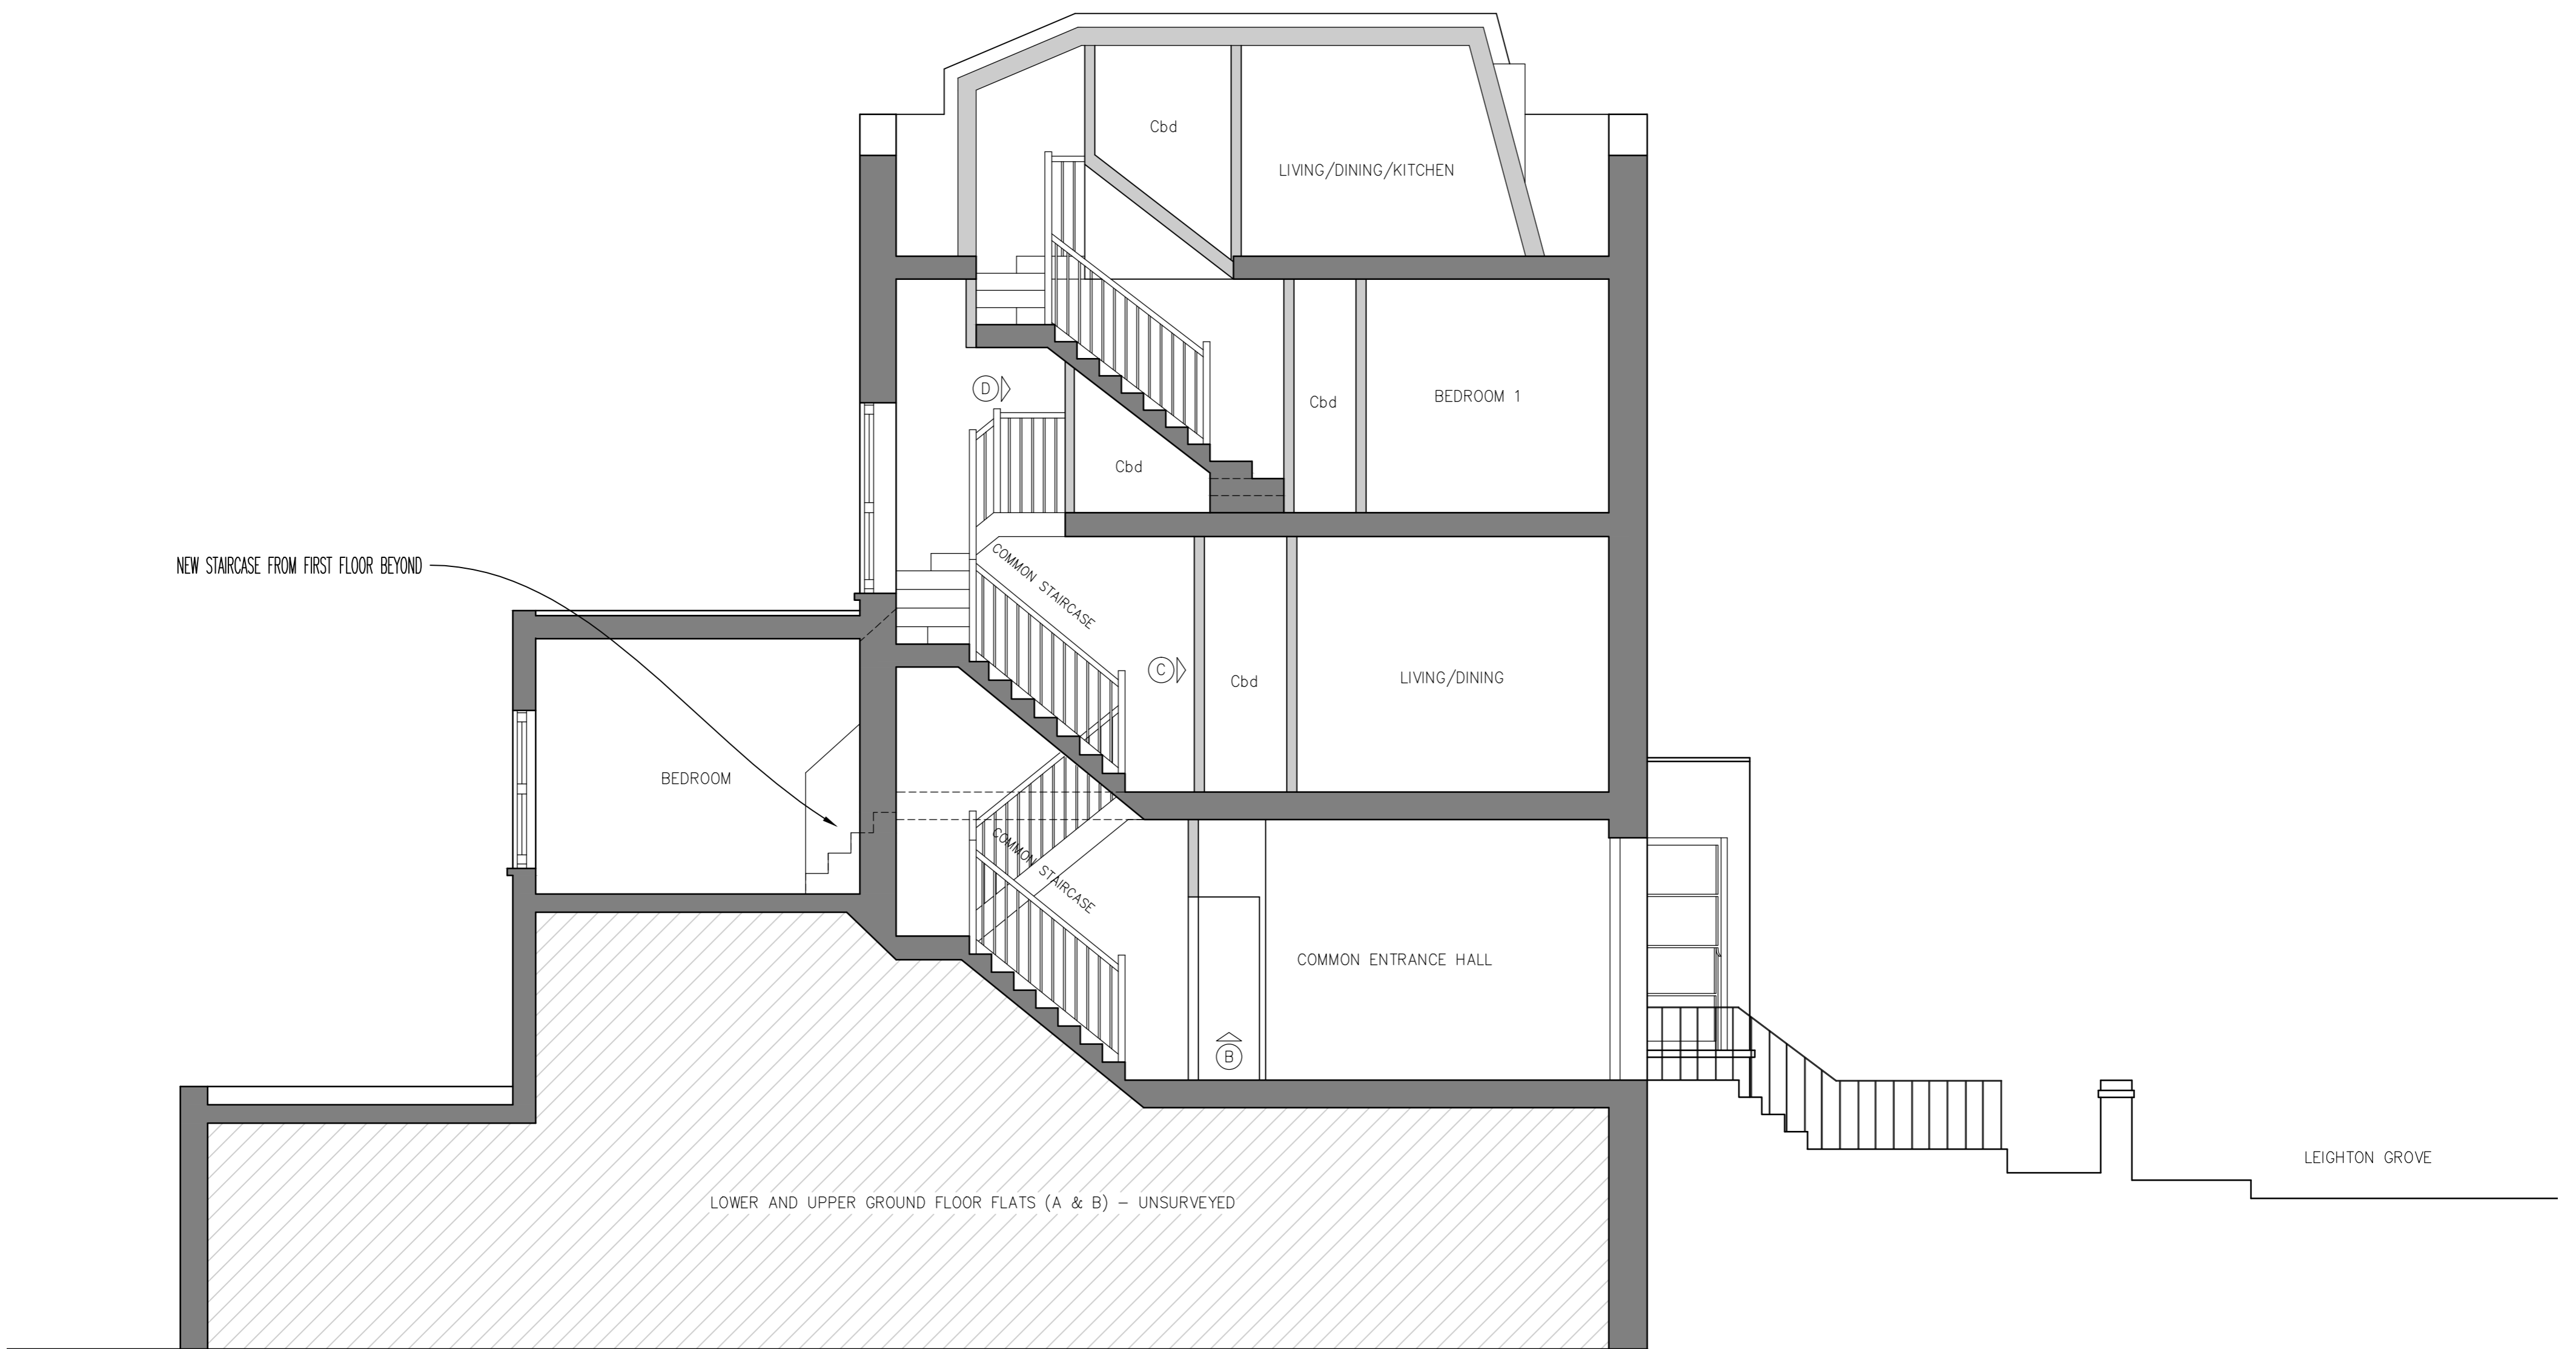 Cbd
LIVING/DINING/KITCHEN
D
Cbd
Cbd
BEDROOM 1
NEW STAIRCASE FROM FIRST FLOOR BEYOND
COMMON STAIRCASE
C
Cbd
LIVING/DINING
BEDROOM
COMMON STAIRCASE
COMMON ENTRANCE HALL
B
LEIGHTON GROVE
LOWER AND UPPER GROUND FLOOR FLATS (A & B) – UNSURVEYED